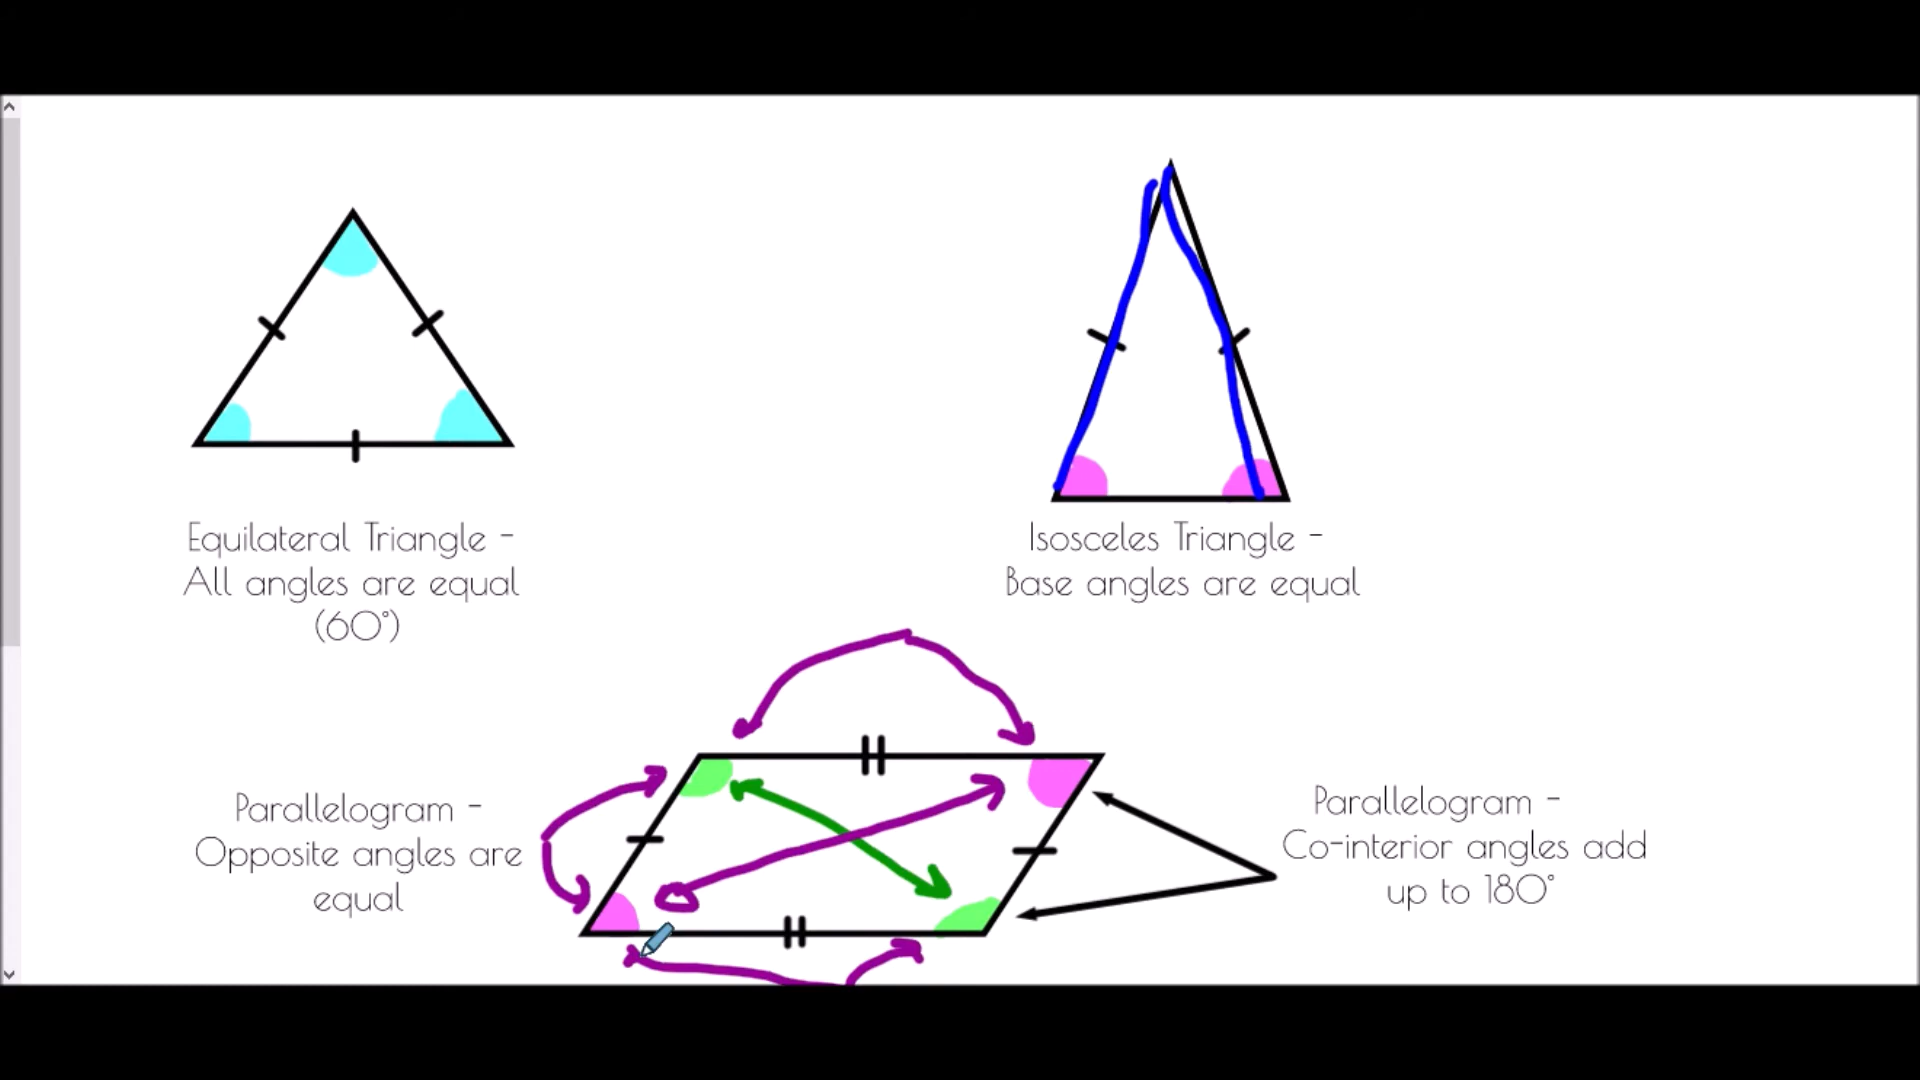 Equilateral Triangle -
All angles are equal
(60°)
Isosceles Triangle -
Base angles are equal
Parallelogram -
Opposite angles are
equal
Parallelogram -
Co-interior angles add
up to 180°